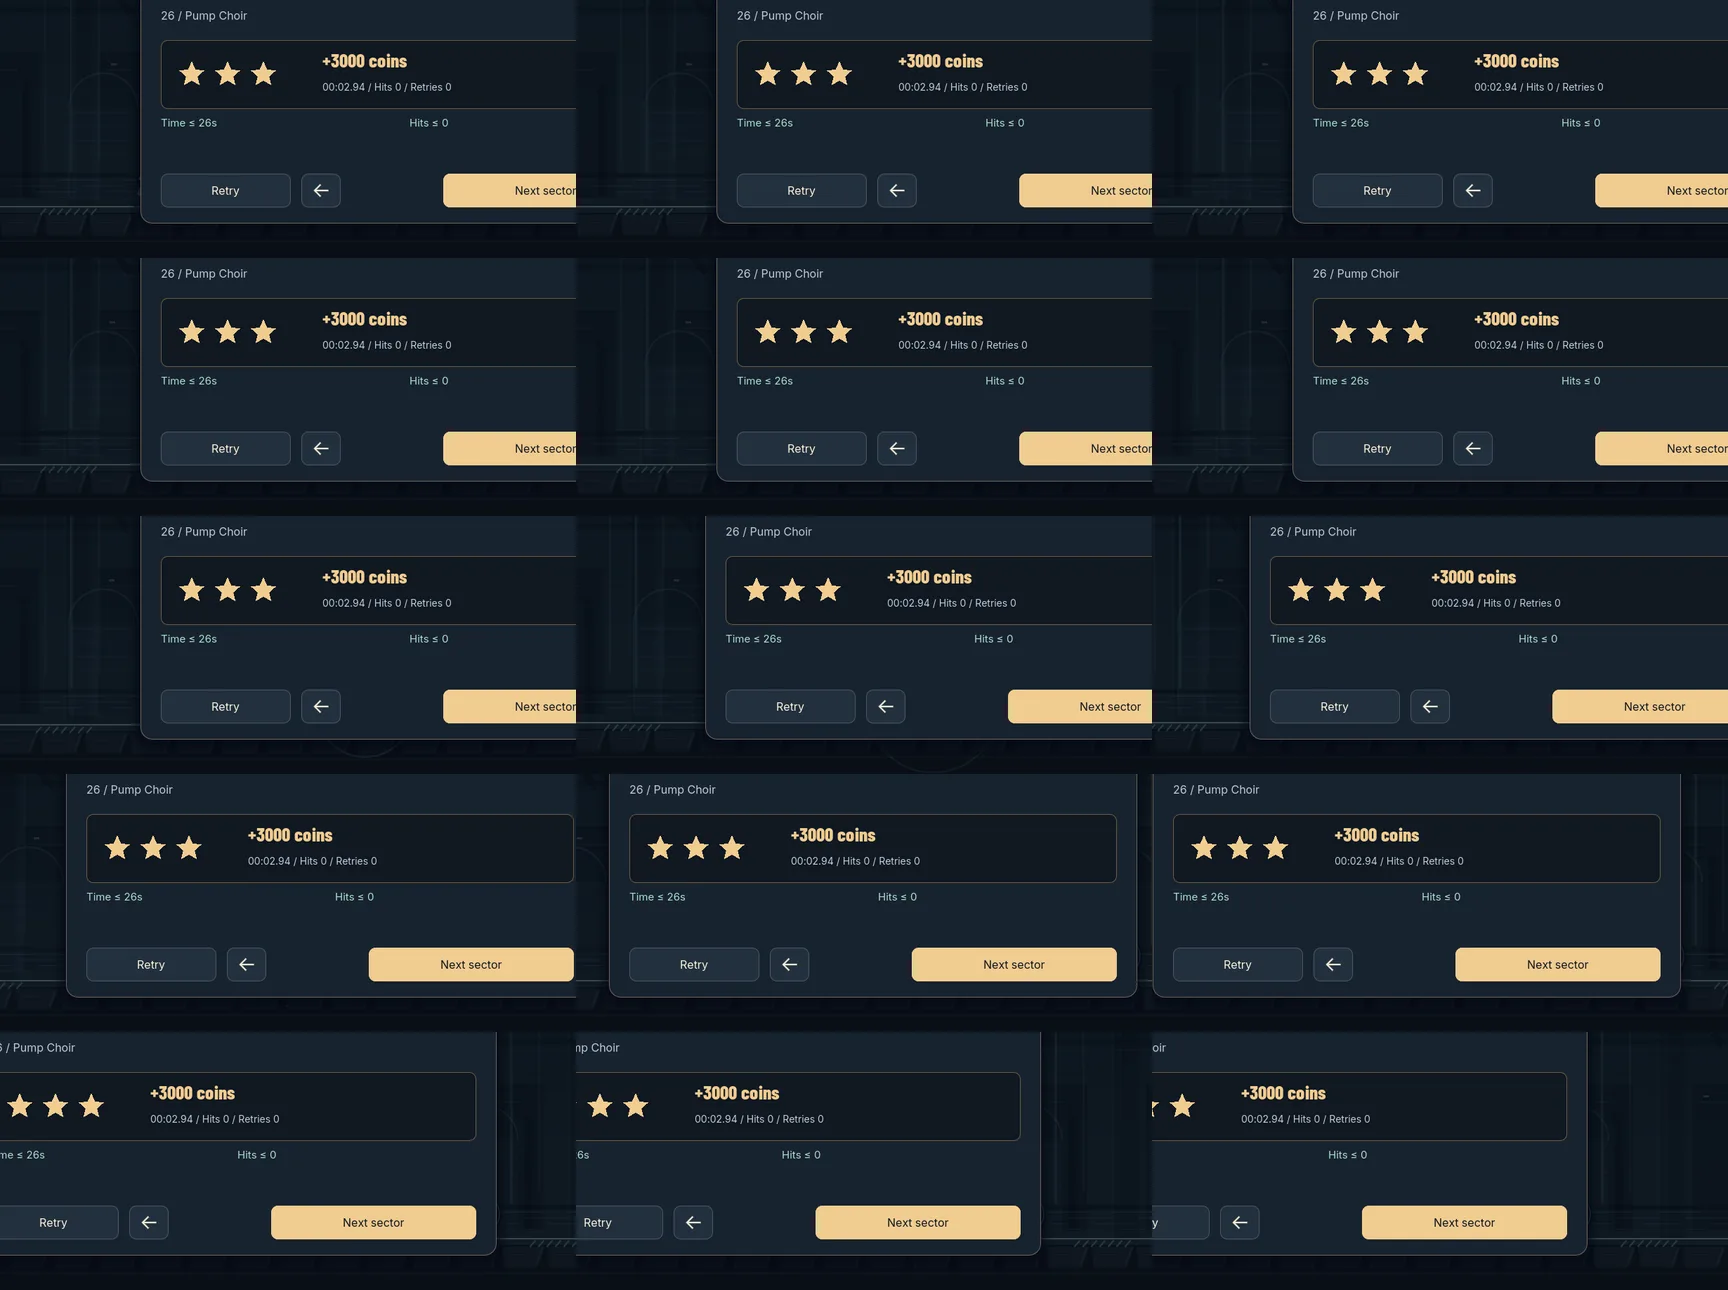 26 / Pump Choir
+3000 coins
00:02.94 / Hits 0 / Retries 0
Time ≤ 26s
Hits ≤ 0
Retry
Next sector
26 / Pump Choir
+3000 coins
00:02.94 / Hits 0 / Retries 0
Time ≤ 26s
Hits ≤ 0
Retry
Next sector
26 / Pump Choir
+3000 coins
00:02.94 / Hits 0 / Retries 0
Time ≤ 26s
Hits ≤ 0
Retry
Next sector
26 / Pump Choir
+3000 coins
00:02.94 / Hits 0 / Retries 0
Time ≤ 26s
Hits ≤ 0
Retry
Next sector
26 / Pump Choir
+3000 coins
00:02.94 / Hits 0 / Retries 0
Time ≤ 26s
Hits ≤ 0
Retry
Next sector
26 / Pump Choir
+3000 coins
00:02.94 / Hits 0 / Retries 0
Time ≤ 26s
Hits ≤ 0
Retry
Next sector
26 / Pump Choir
+3000 coins
00:02.94 / Hits 0 / Retries 0
Time ≤ 26s
Hits ≤ 0
Retry
Next sector
26 / Pump Choir
+3000 coins
00:02.94 / Hits 0 / Retries 0
Time ≤ 26s
Hits ≤ 0
Retry
Next sector
26 / Pump Choir
+3000 coins
00:02.94 / Hits 0 / Retries 0
Time ≤ 26s
Hits ≤ 0
Retry
Next sector
26 / Pump Choir
+3000 coins
00:02.94 / Hits 0 / Retries 0
Time ≤ 26s
Hits ≤ 0
Retry
Next sector
26 / Pump Choir
+3000 coins
00:02.94 / Hits 0 / Retries 0
Time ≤ 26s
Hits ≤ 0
Retry
Next sector
26 / Pump Choir
+3000 coins
00:02.94 / Hits 0 / Retries 0
Time ≤ 26s
Hits ≤ 0
Retry
Next sector
/ Pump Choir
+3000 coins
00:02.94 / Hits 0 / Retries 0
me ≤ 26s
Hits ≤ 0
Retry
Next sector
mp Choir
+3000 coins
00:02.94 / Hits 0 / Retries 0
6s
Hits ≤ 0
Retry
Next sector
oir
+3000 coins
00:02.94 / Hits 0 / Retries 0
Hits ≤ 0
y
Next sector